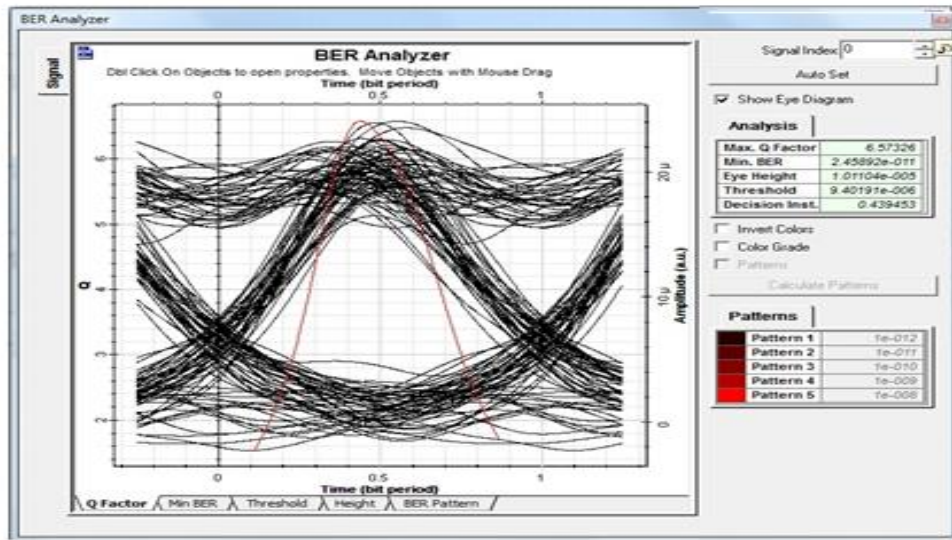 BER Analyzer
Signal
BER Analyzer
Dbl Click On Objects to open properties. Move Objects with Mouse Drag
Time (bit period)
0 0.5 1
Q
6
5
4
3
2
Amplitude (a.u.)
20 µ
10 µ
0
0 0.5 1
Time (bit period)
Q Factor Min BER Threshold Height BER Pattern
Signal Index: 0
Auto Set
Show Eye Diagram
Analysis
Max. Q Factor 6.57326
Min. BER 2.45892e-011
Eye Height 1.01104e-005
Threshold 9.40191e-006
Decision Inst. 0.439453
Invert Colors
Color Grade
Patterns
Calculate Patterns
Patterns
Pattern 1 1e-012
Pattern 2 1e-011
Pattern 3 1e-010
Pattern 4 1e-009
Pattern 5 1e-008